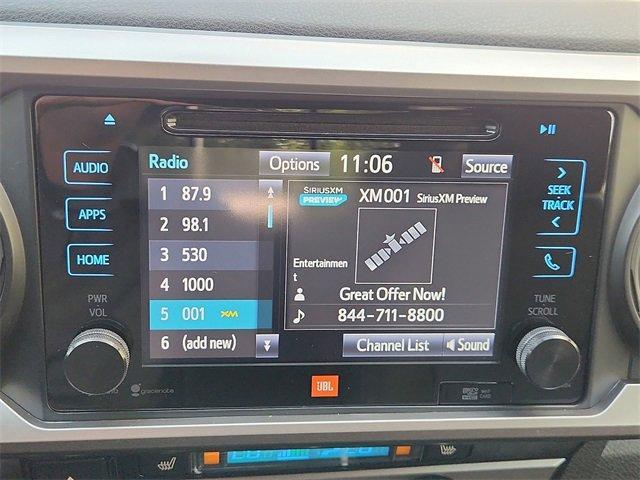 Radio Options 11:06 Source
AUDIO
APPS
HOME
PWR
VOL
1 87.9
2 98.1
3 530
4 1000
5 001 XM
6 (add new)
SIRIUSXM
PREVIEW
XM001 SiriusXM Preview
Entertainmen
t
Great Offer Now!
844-711-8800
Channel List Sound
SEEK
TRACK
TUNE
SCROLL
gracenote
JBL
MAP
CARD